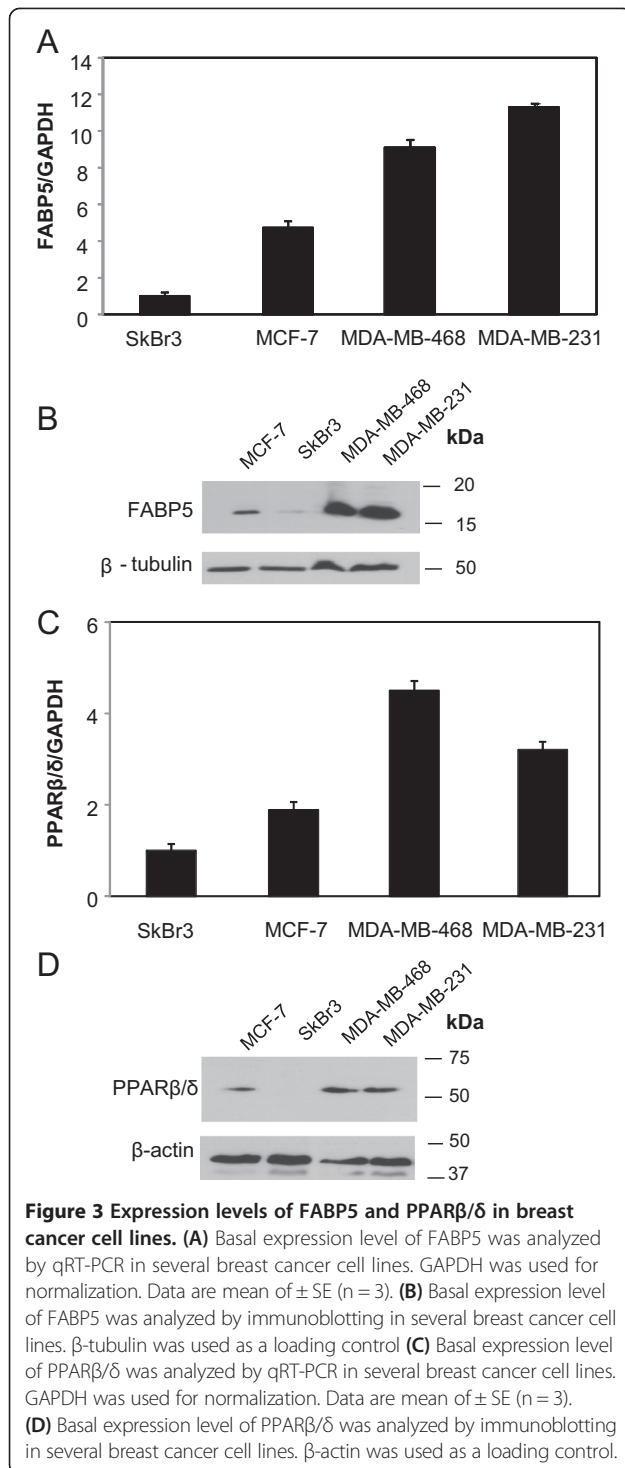 A
FABP5/GAPDH
14
12
10
8
6
4
2
0
SkBr3 MCF-7 MDA-MB-468 MDA-MB-231
B
MCF-7 SkBr3 MDA-MB-468 MDA-MB-231 kDa
FABP5
20
15
β - tubulin
50
C
PPARβ/δ/GAPDH
6
4
2
0
SkBr3 MCF-7 MDA-MB-468 MDA-MB-231
D
MCF-7 SkBr3 MDA-MB-468 MDA-MB-231 kDa
75
PPARβ/δ
50
β-actin
50
37
Figure 3 Expression levels of FABP5 and PPARβ/δ in breast
cancer cell lines. (A) Basal expression level of FABP5 was analyzed
by qRT-PCR in several breast cancer cell lines. GAPDH was used for
normalization. Data are mean of ± SE (n = 3). (B) Basal expression level
of FABP5 was analyzed by immunoblotting in several breast cancer cell
lines. β-tubulin was used as a loading control (C) Basal expression level
of PPARβ/δ was analyzed by qRT-PCR in several breast cancer cell lines.
GAPDH was used for normalization. Data are mean of ± SE (n = 3).
(D) Basal expression level of PPARβ/δ was analyzed by immunoblotting
in several breast cancer cell lines. β-actin was used as a loading control.